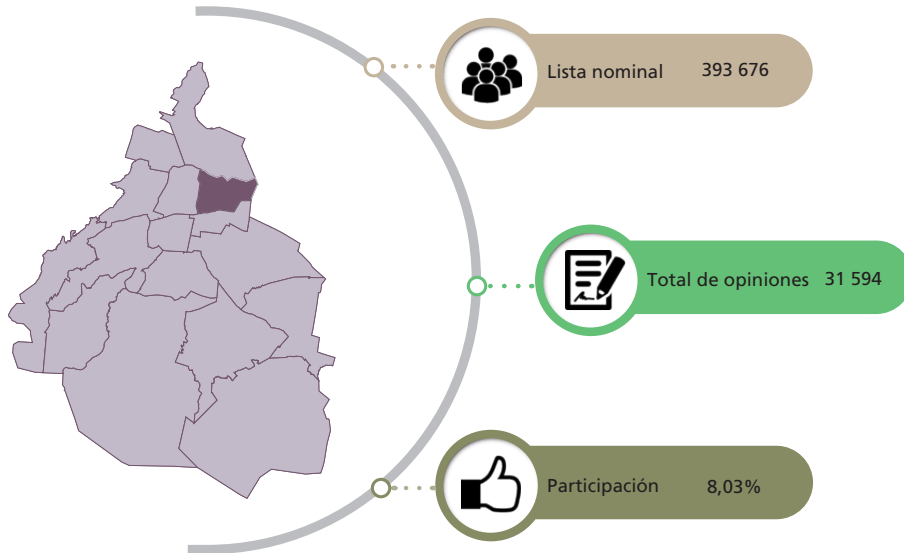 Lista nominal 393 676
Total de opiniones 31 594
Participación 8,03%